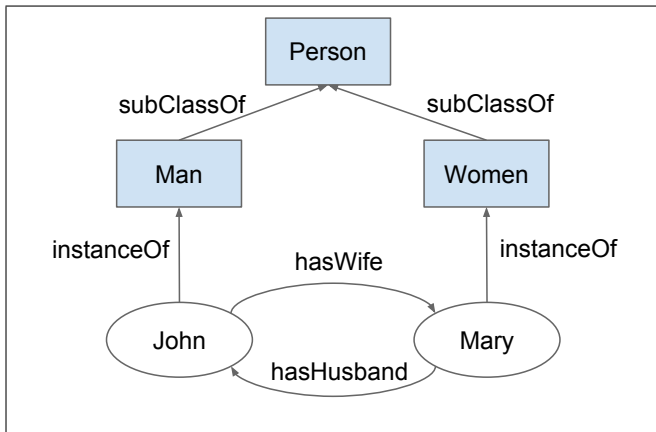 Person
subClassOf
subClassOf
Man
Women
instanceOf
instanceOf
hasWife
John
Mary
hasHusband